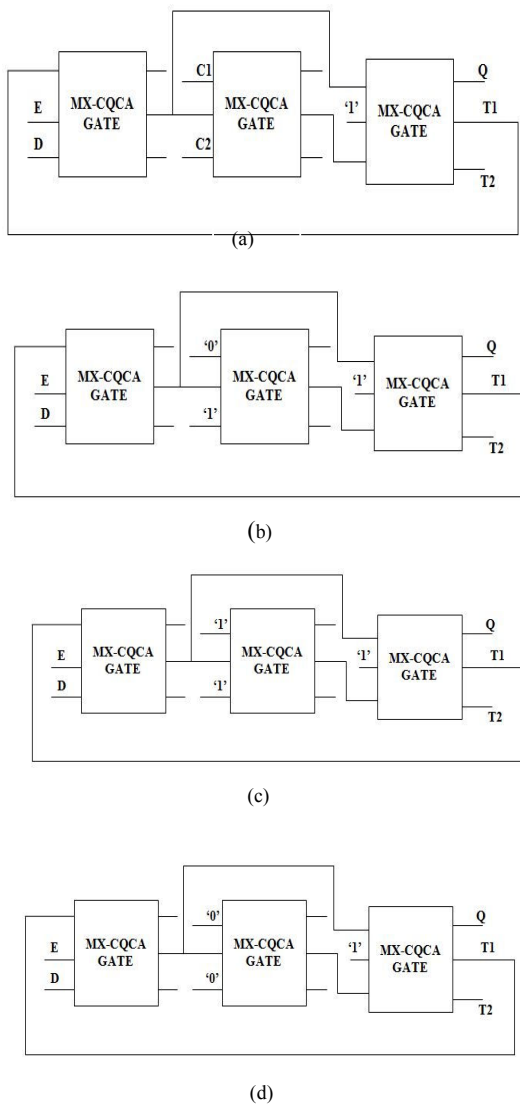 C1
Q
E
MX-CQCA GATE
MX-CQCA GATE
‘1’
MX-CQCA GATE
T1
D
C2
T2
(a)
‘0’
Q
E
MX-CQCA GATE
MX-CQCA GATE
‘1’
MX-CQCA GATE
T1
D
‘1’
T2
(b)
‘1’
Q
E
MX-CQCA GATE
MX-CQCA GATE
‘1’
MX-CQCA GATE
T1
D
‘1’
T2
(c)
‘0’
Q
E
MX-CQCA GATE
MX-CQCA GATE
‘1’
MX-CQCA GATE
T1
D
‘0’
T2
(d)